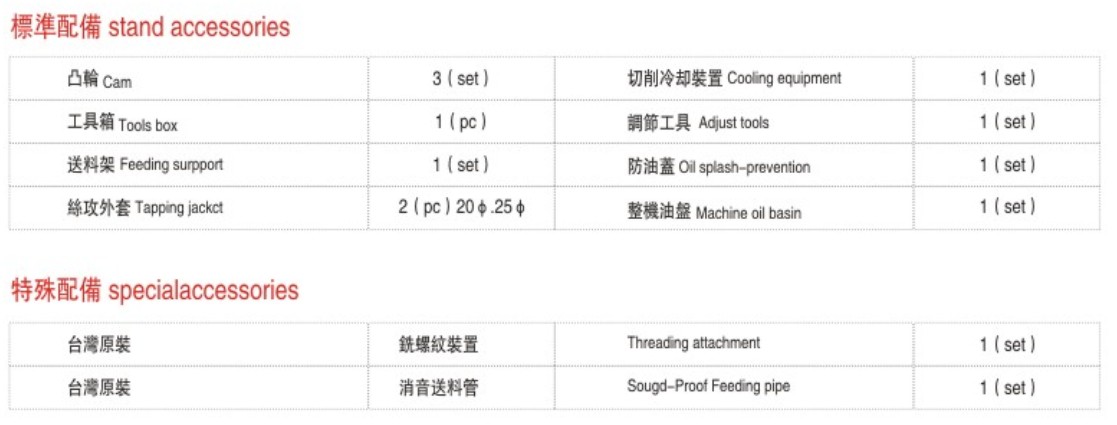 標準配備 stand accessories
凸輪 Cam 3 ( set ) 切削冷却裝置 Cooling equipment 1 ( set )
工具箱 Tools box 1 ( pc ) 調節工具 Adjust tools 1 ( set )
送料架 Feeding surpport 1 ( set ) 防油蓋 Oil splash-prevention 1 ( set )
絲攻外套 Tapping jackct 2 ( pc ) 20 φ .25 φ 整機油盤 Machine oil basin 1 ( set )
特殊配備 specialaccessories
台灣原裝 銑螺紋裝置 Threading attachment 1 ( set )
台灣原裝 消音送料管 Sougd-Proof Feeding pipe 1 ( set )